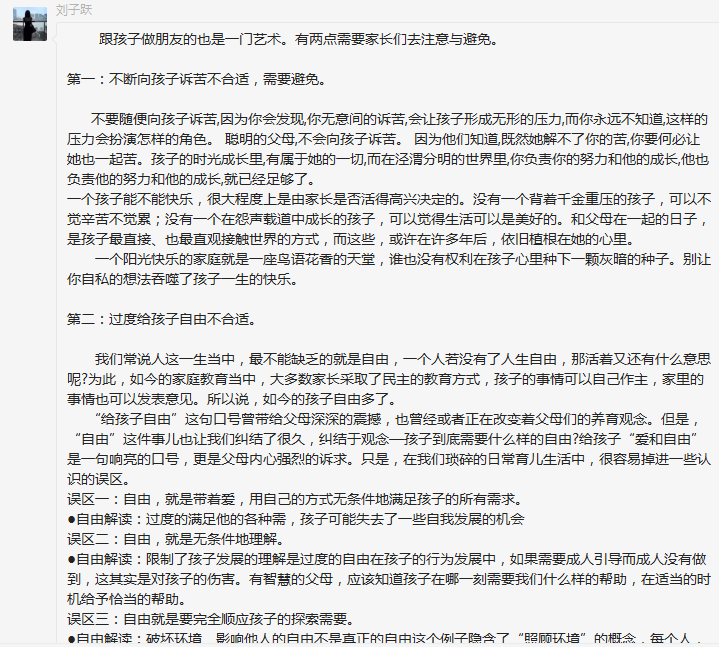 刘子跃
跟孩子做朋友的也是一门艺术。有两点需要家长们去注意与避免。
第一：不断向孩子诉苦不合适，需要避免。
不要随便向孩子诉苦,因为你会发现,你无意间的诉苦,会让孩子形成无形的压力,而你永远不知道,这样的
压力会扮演怎样的角色。 聪明的父母,不会向孩子诉苦。 因为他们知道,既然她解不了你的苦,你要何必让
她也一起苦。孩子的时光成长里,有属于她的一切,而在泾渭分明的世界里,你负责你的努力和他的成长,他也
负责他的努力和他的成长,就已经足够了。
一个孩子能不能快乐，很大程度上是由家长是否活得高兴决定的。没有一个背着千金重压的孩子，可以不
觉辛苦不觉累；没有一个在怨声载道中成长的孩子，可以觉得生活可以是美好的。和父母在一起的日子，
是孩子最直接、也最直观接触世界的方式，而这些，或许在许多年后，依旧植根在她的心里。
一个阳光快乐的家庭就是一座鸟语花香的天堂，谁也没有权利在孩子心里种下一颗灰暗的种子。别让
你自私的想法吞噬了孩子一生的快乐。
第二：过度给孩子自由不合适。
我们常说人这一生当中，最不能缺乏的就是自由，一个人若没有了人生自由，那活着又还有什么意思
呢?为此，如今的家庭教育当中，大多数家长采取了民主的教育方式，孩子的事情可以自己作主，家里的
事情也可以发表意见。所以说，如今的孩子自由多了。
“给孩子自由”这句口号曾带给父母深深的震撼，也曾经或者正在改变着父母们的养育观念。但是，
“自由”这件事儿也让我们纠结了很久，纠结于观念—孩子到底需要什么样的自由?给孩子“爱和自由”
是一句响亮的口号，更是父母内心强烈的诉求。只是，在我们琐碎的日常育儿生活中，很容易掉进一些认
识的误区。
误区一：自由，就是带着爱，用自己的方式无条件地满足孩子的所有需求。
●自由解读：过度的满足他的各种需，孩子可能失去了一些自我发展的机会
误区二：自由，就是无条件地理解。
●自由解读：限制了孩子发展的理解是过度的自由在孩子的行为发展中，如果需要成人引导而成人没有做
到，这其实是对孩子的伤害。有智慧的父母，应该知道孩子在哪一刻需要我们什么样的帮助，在适当的时
机给予恰当的帮助。
误区三：自由就是要完全顺应孩子的探索需要。
●自由解读：破坏环境、影响他人的自由不是真正的自由这个例子隐含了“照顾环境”的概念，每个人，